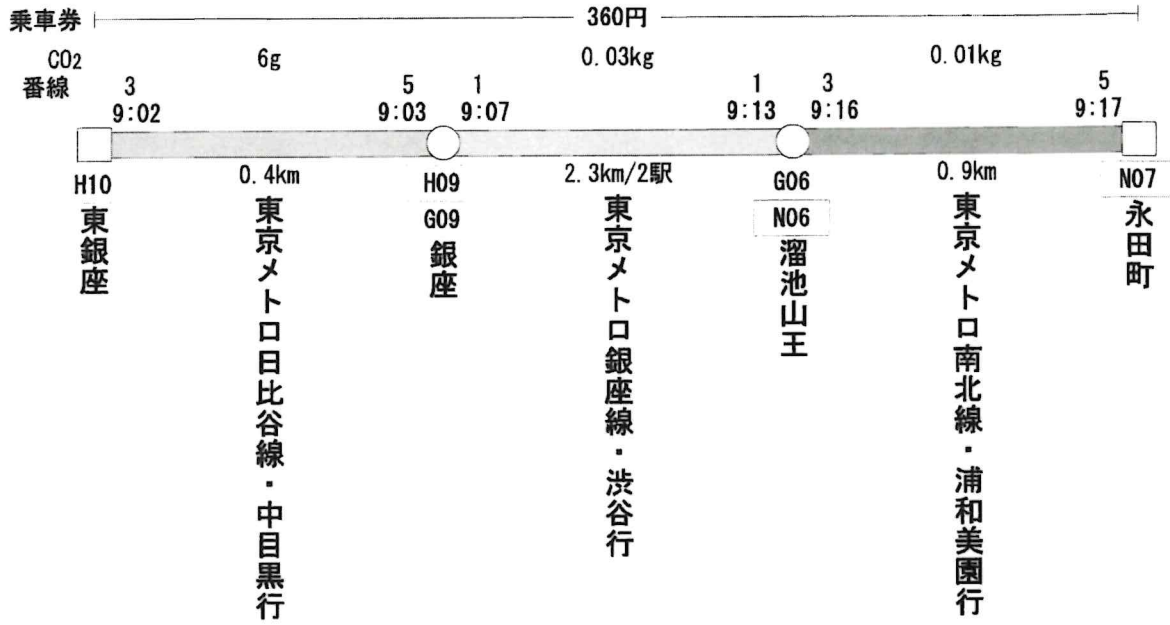 乗車券 360円
CO2 6g 0.03kg 0.01kg
番線 3 5 1 1 3 5
9:02 9:03 9:07 9:13 9:16 9:17
0.4km 2.3km/2駅 0.9km
H10 H09 G06 N07
G09 N06
東銀座
東京メトロ日比谷線・中目黒行
銀座
東京メトロ銀座線・渋谷行
溜池山王
東京メトロ南北線・浦和美園行
永田町